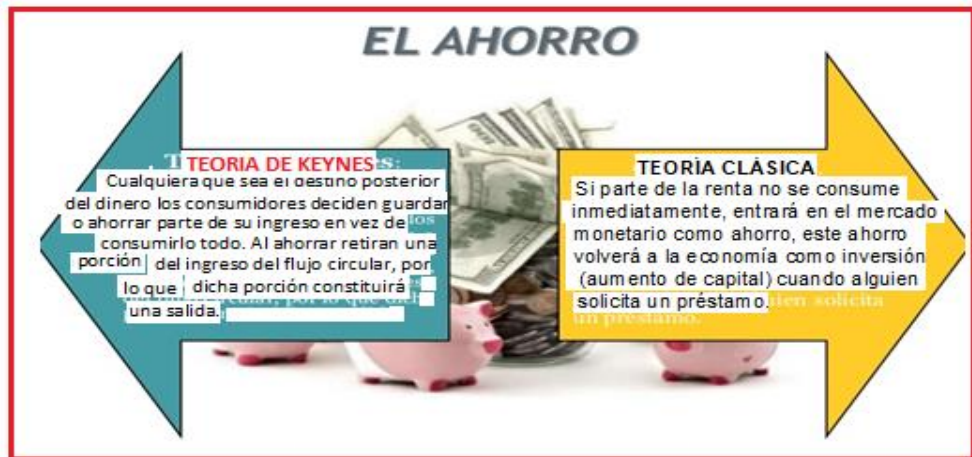 EL AHORRO
TEORIA DE KEYNES
Cualquiera que sea el destino posterior
del dinero los consumidores deciden guardar
o ahorrar parte de su ingreso en vez de
consumirlo todo. Al ahorrar retiran una
porción del ingreso del flujo circular, por
lo que dicha porción constituirá
una salida.
TEORÌA CLÁSICA
Si parte de la renta no se consume
inmediatamente, entrará en el mercado
monetario como ahorro, este ahorro
volverá a la economía como inversión
(aumento de capital) cuando alguien
solicita un préstamo.